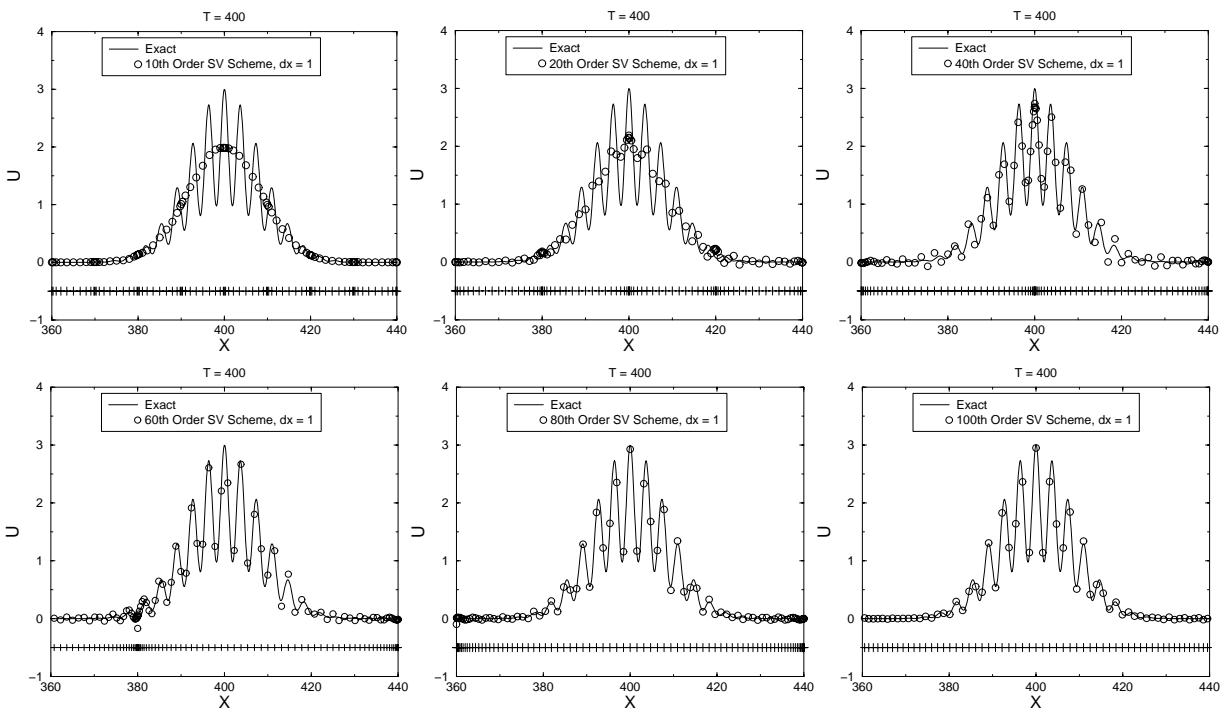 T = 400
4
3
2
1
0
−1
U
Exact
10th Order SV Scheme, dx = 1
360
380
400
420
440
X
T = 400
4
3
2
1
0
−1
U
Exact
20th Order SV Scheme, dx = 1
360
380
400
420
440
X
T = 400
4
3
2
1
0
−1
U
Exact
40th Order SV Scheme, dx = 1
360
380
400
420
440
X
T = 400
4
3
2
1
0
−1
U
Exact
60th Order SV Scheme, dx = 1
360
380
400
420
440
X
T = 400
4
3
2
1
0
−1
U
Exact
80th Order SV Scheme, dx = 1
360
380
400
420
440
X
T = 400
4
3
2
1
0
−1
U
Exact
100th Order SV Scheme, dx = 1
360
380
400
420
440
X